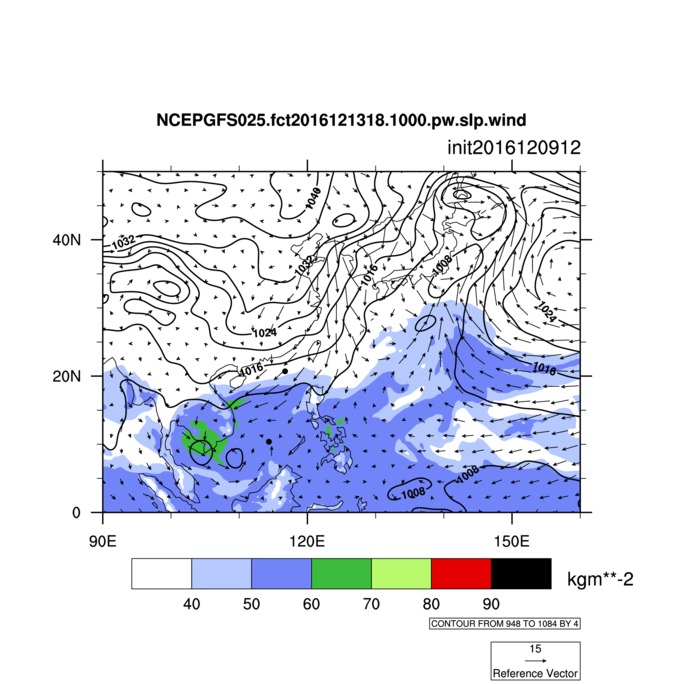 NCEPGFS025.fct2016121318.1000.pw.slp.wind
init2016120912
1040
1032
40N
1032
1008
1016
1024
1024
1016
1016
20N
1008
1008
0
90E 120E 150E
kgm**-2
40 50 60 70 80 90
CONTOUR FROM 948 TO 1084 BY 4
15
Reference Vector